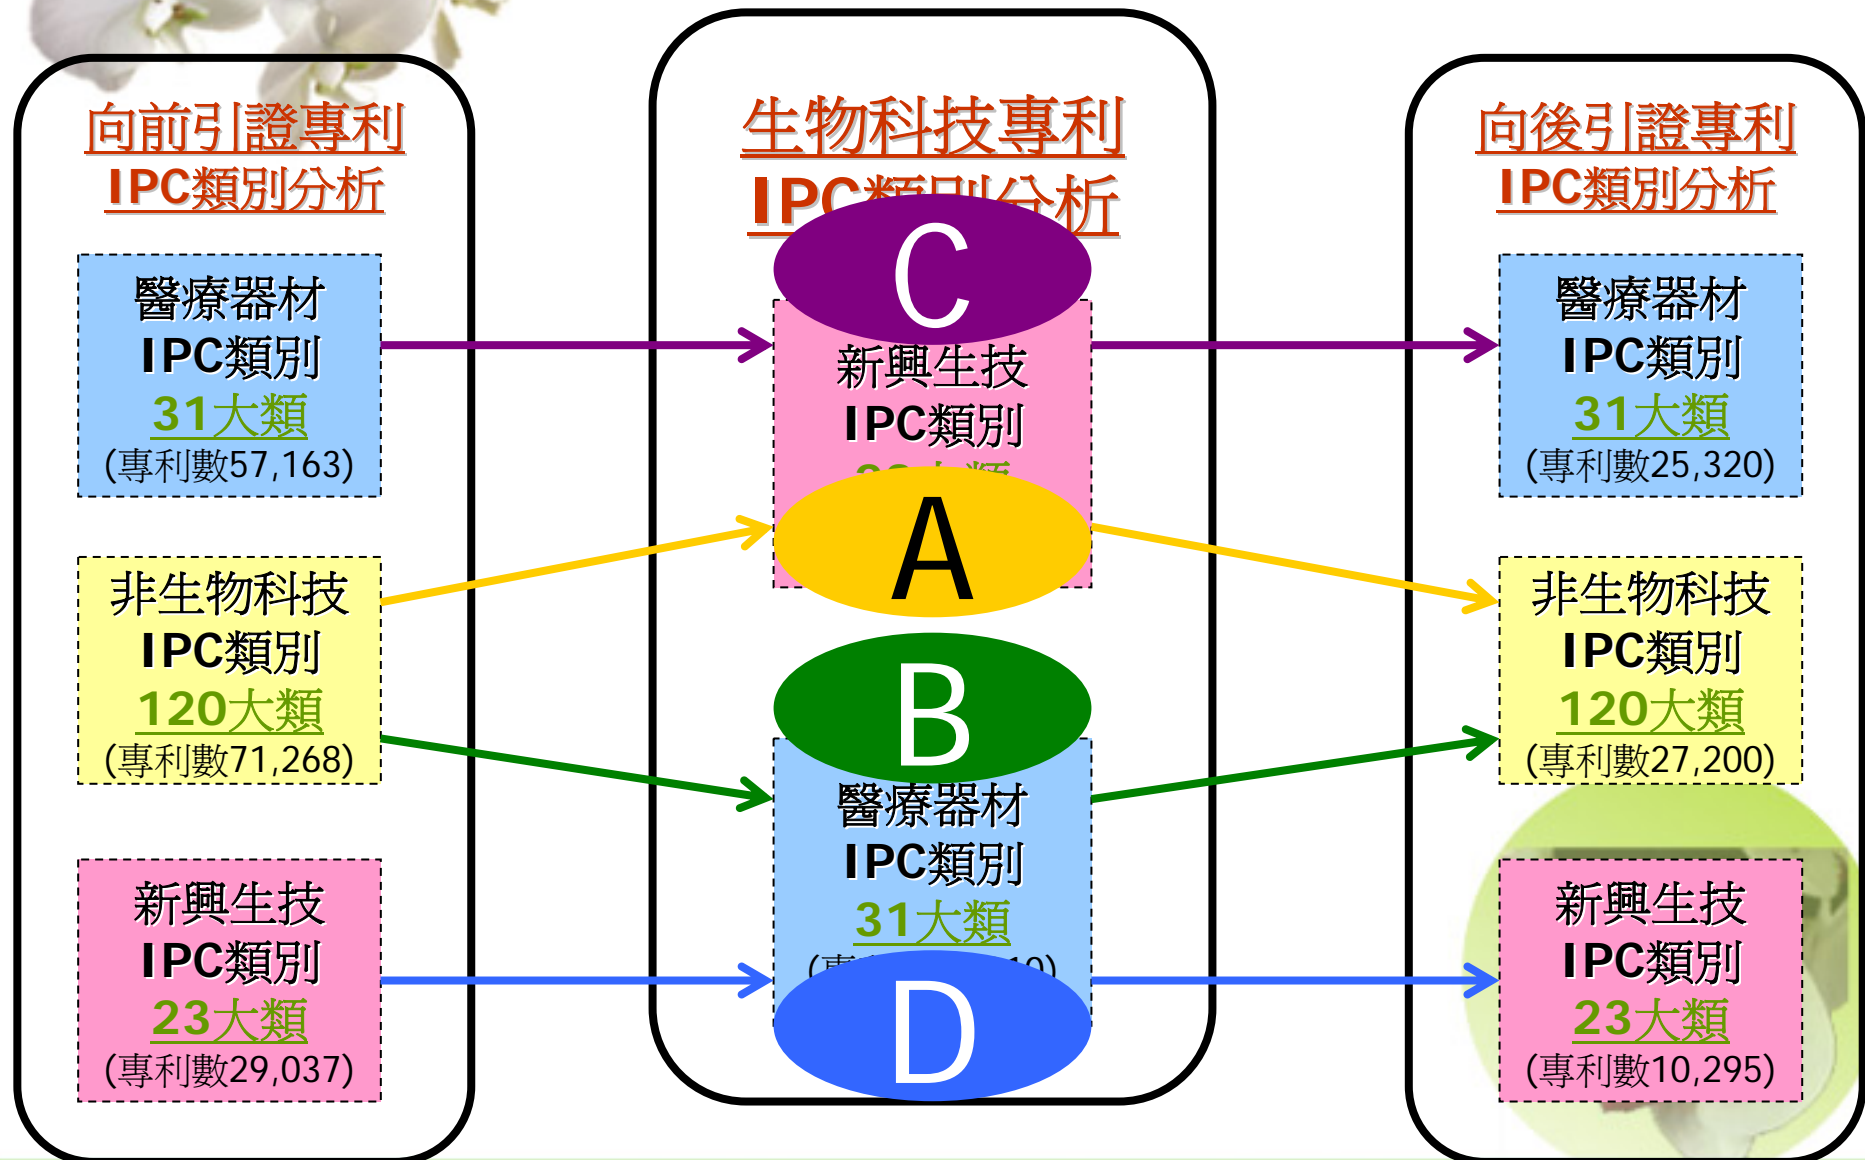 向前引證專利
IPC類別分析
醫療器材
IPC類別
31大類
(專利數57,163)
非生物科技
IPC類別
120大類
(專利數71,268)
新興生技
IPC類別
23大類
(專利數29,037)
生物科技專利
IPC類別分析
C
新興生技
IPC類別
A
B
醫療器材
IPC類別
31大類
D
向後引證專利
IPC類別分析
醫療器材
IPC類別
31大類
(專利數25,320)
非生物科技
IPC類別
120大類
(專利數27,200)
新興生技
IPC類別
23大類
(專利數10,295)